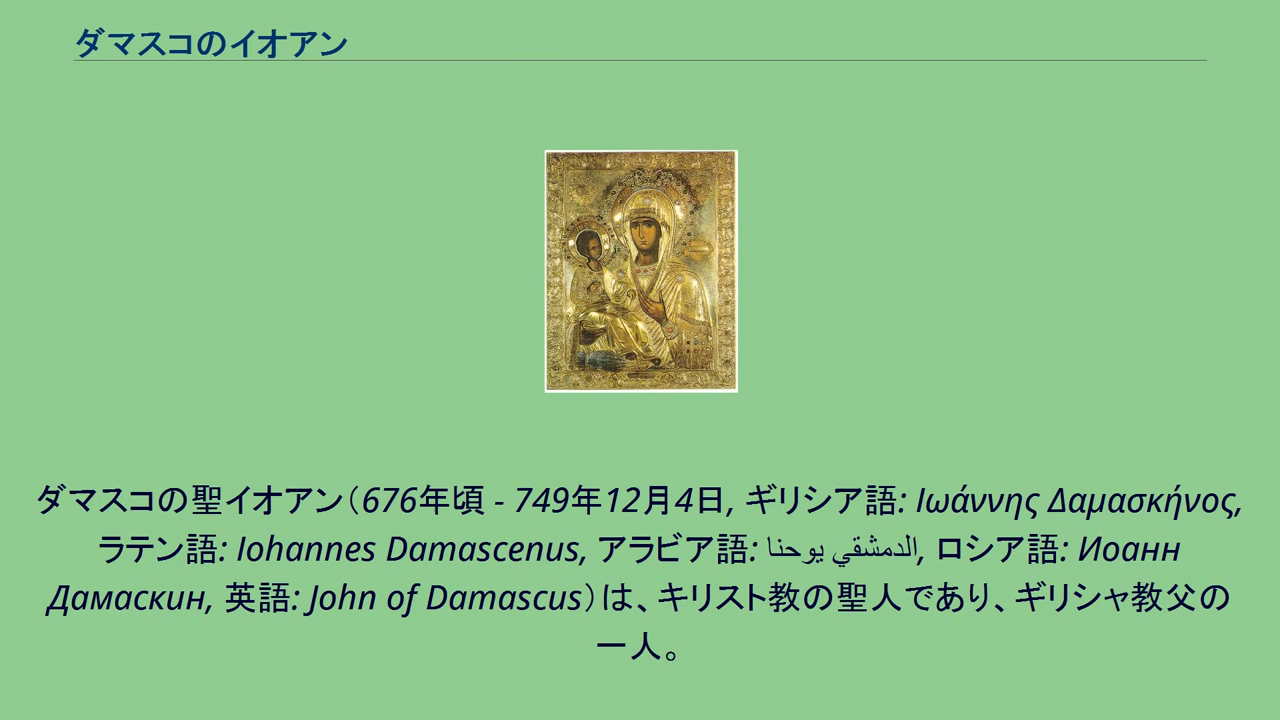 ダマスコのイオアン
ダマスコの聖イオアン（676年頃 - 749年12月4日, ギリシア語: Ιωάννης Δαμασκήνος,
ラテン語: Iohannes Damascenus, アラビア語: يوحنا الدمشقي, ロシア語: Иоанн
Дамаскин, 英語: John of Damascus）は、キリスト教の聖人であり、ギリシャ教父の
一人。